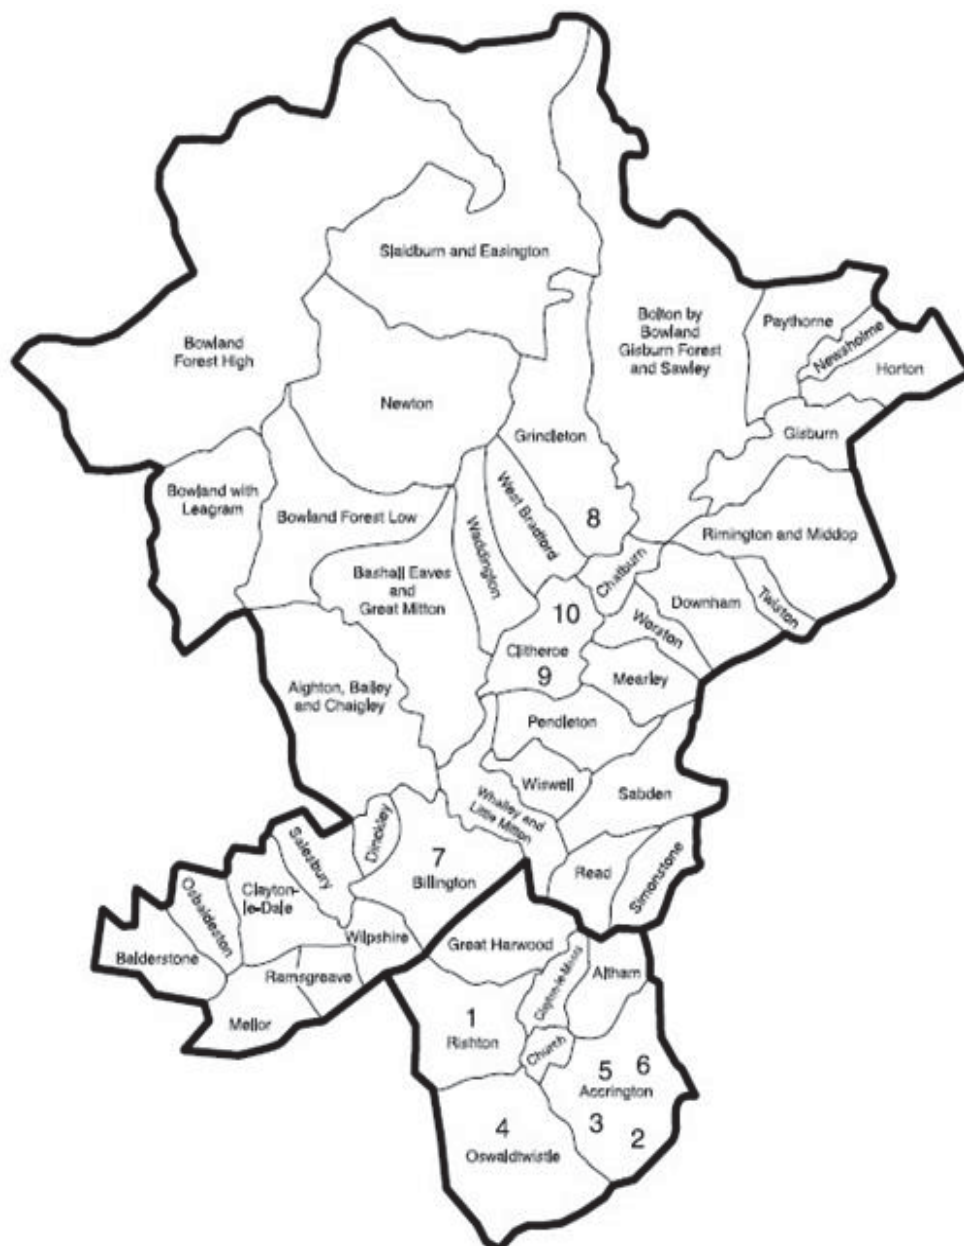 Slaidburn and Easington
Bolton by
Bowland
Gisburn Forest
and Sawley
Paythorne
Newsholme
Horton
Bowland
Forest High
Newton
Grindleton
Gisburn
Bowland with
Leagram
Bowland Forest Low
West Bradford
8
Rimington and Middop
Waddington
Chatburn
Bashall Eaves
and
Great Mitton
Downham
Twiston
10
Worston
Clitheroe
9
Mearley
Aighton, Bailey
and Chaigley
Pendleton
Wiswell
Sabden
Whalley and
Little Mitton
Dinckley
Salesbury
7
Billington
Read
Simonstone
Osbaldeston
Clayton-
le-Dale
Wilpshire
Balderstone
Ramsgreave
Mellor
Great Harwood
Clayton-le-Moors
Altham
1
Rishton
Church
5
6
Accrington
3
2
4
Oswaldtwistle